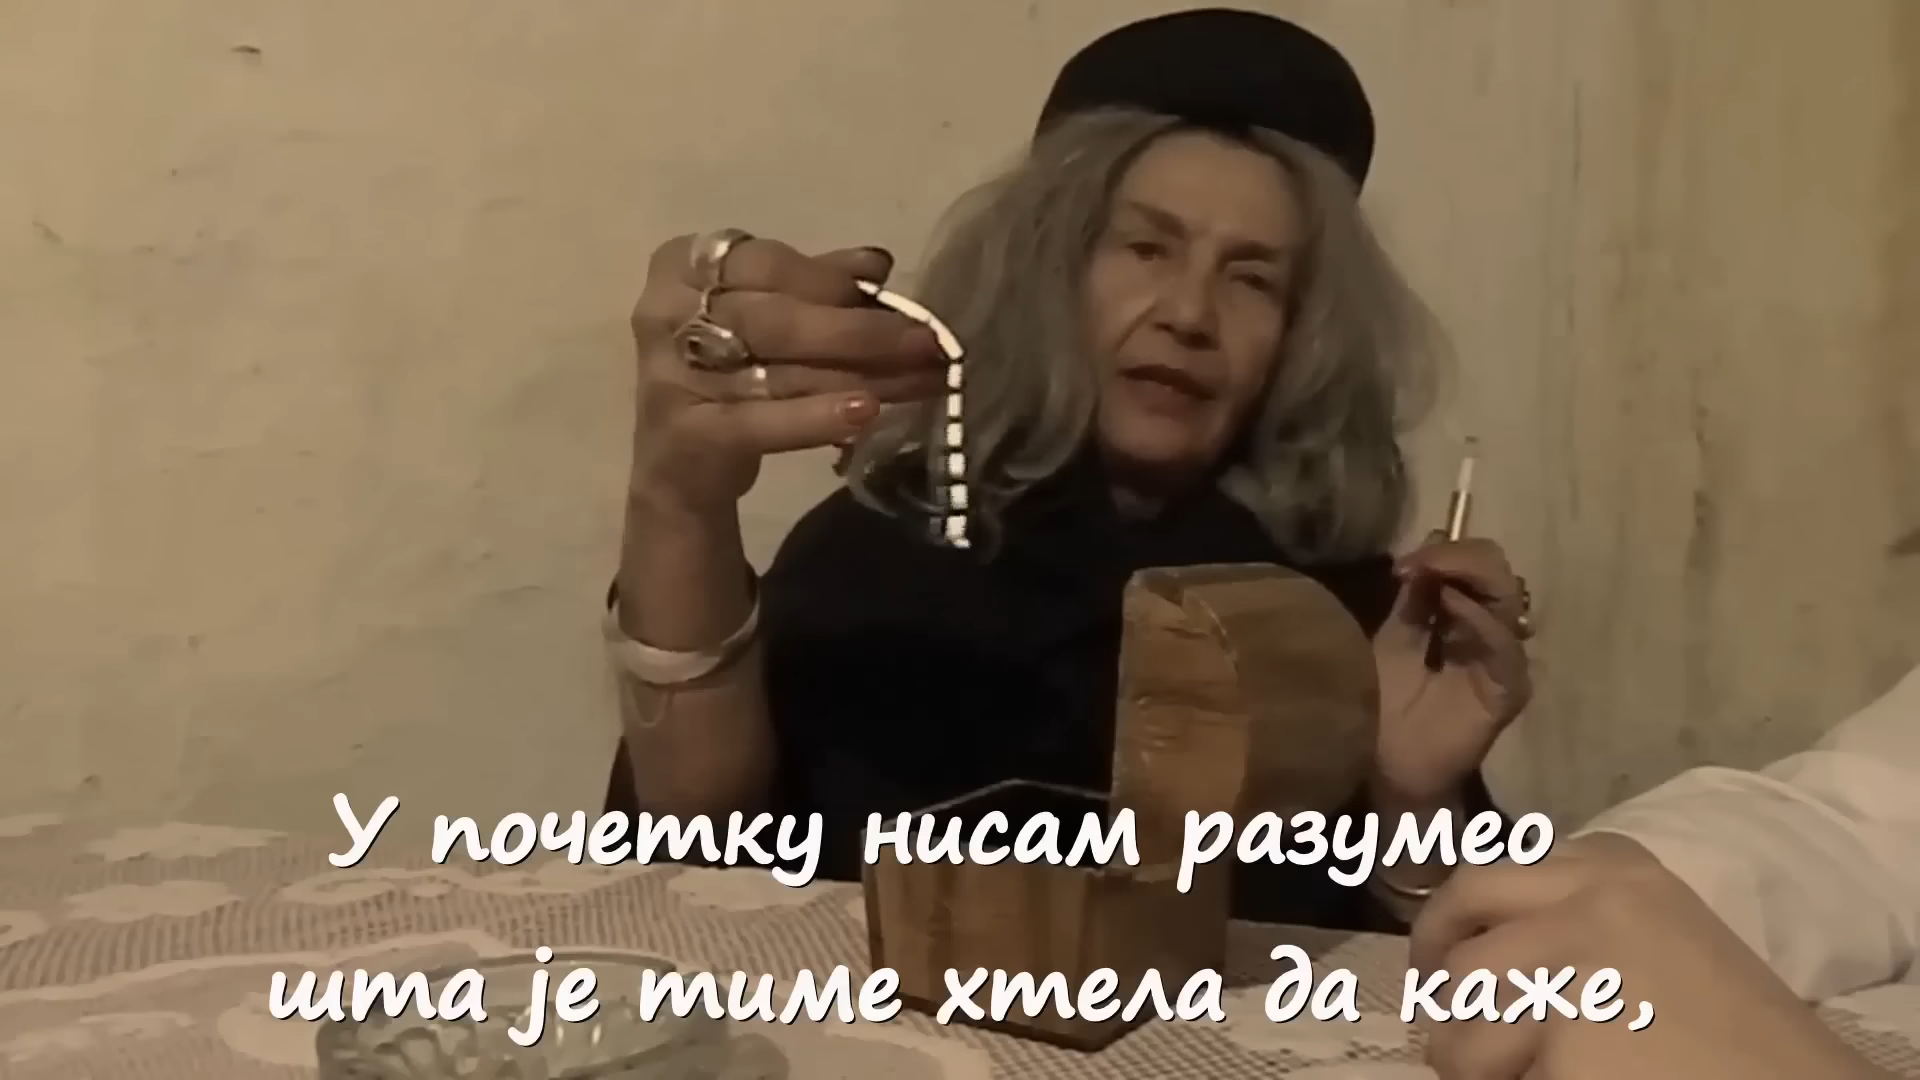 У почетку нисам разумео
шта је тиме хтела да каже,